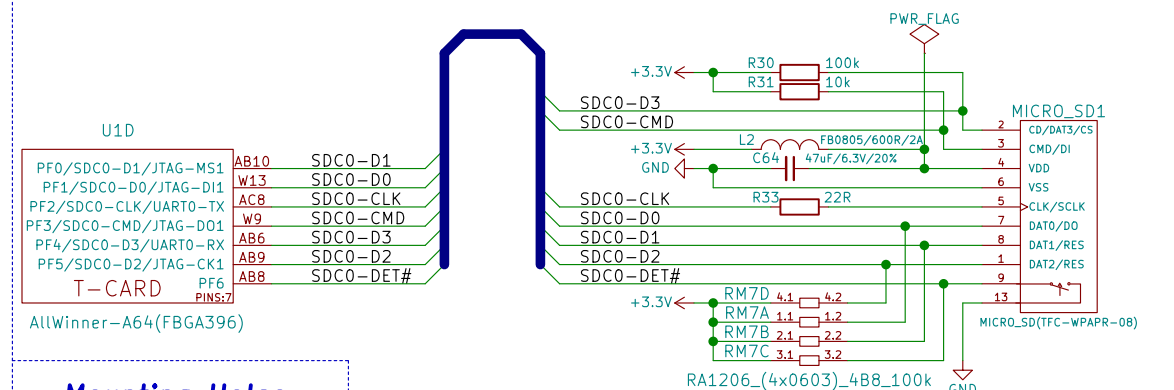 PWR_FLAG
+3.3V R30 100k
R31 10k
SDC0-D3
SDC0-CMD
MICRO_SD1
U1D
2 CD/DAT3/CS
L2 FB0805/600R/2A
3 CMD/DI
+3.3V
C64 47uF/6.3V/20%
PF0/SDC0-D1/JTAG-MS1 AB10 SDC0-D1
GND
4 VDD
PF1/SDC0-D0/JTAG-DI1 W13 SDC0-D0
6 VSS
PF2/SDC0-CLK/UART0-TX AC8 SDC0-CLK
SDC0-CLK R33 22R 5 CLK/SCLK
PF3/SDC0-CMD/JTAG-DO1 W9 SDC0-CMD
SDC0-D0 7 DAT0/DO
PF4/SDC0-D3/UART0-RX AB6 SDC0-D3
SDC0-D1 8 DAT1/RES
PF5/SDC0-D2/JTAG-CK1 AB9 SDC0-D2
SDC0-D2 1 DAT2/RES
PF6 AB8 SDC0-DET#
SDC0-DET# 9
T-CARD
PINS:7
+3.3V RM7D 4.1 4.2
13
RM7A 1.1 1.2
AllWinner-A64(FBGA396)
MICRO_SD(TFC-WPAPR-08)
RM7B 2.1 2.2
RM7C 3.1 3.2
RA1206_(4x0603)_4B8_100k
GND
Mounting Holes